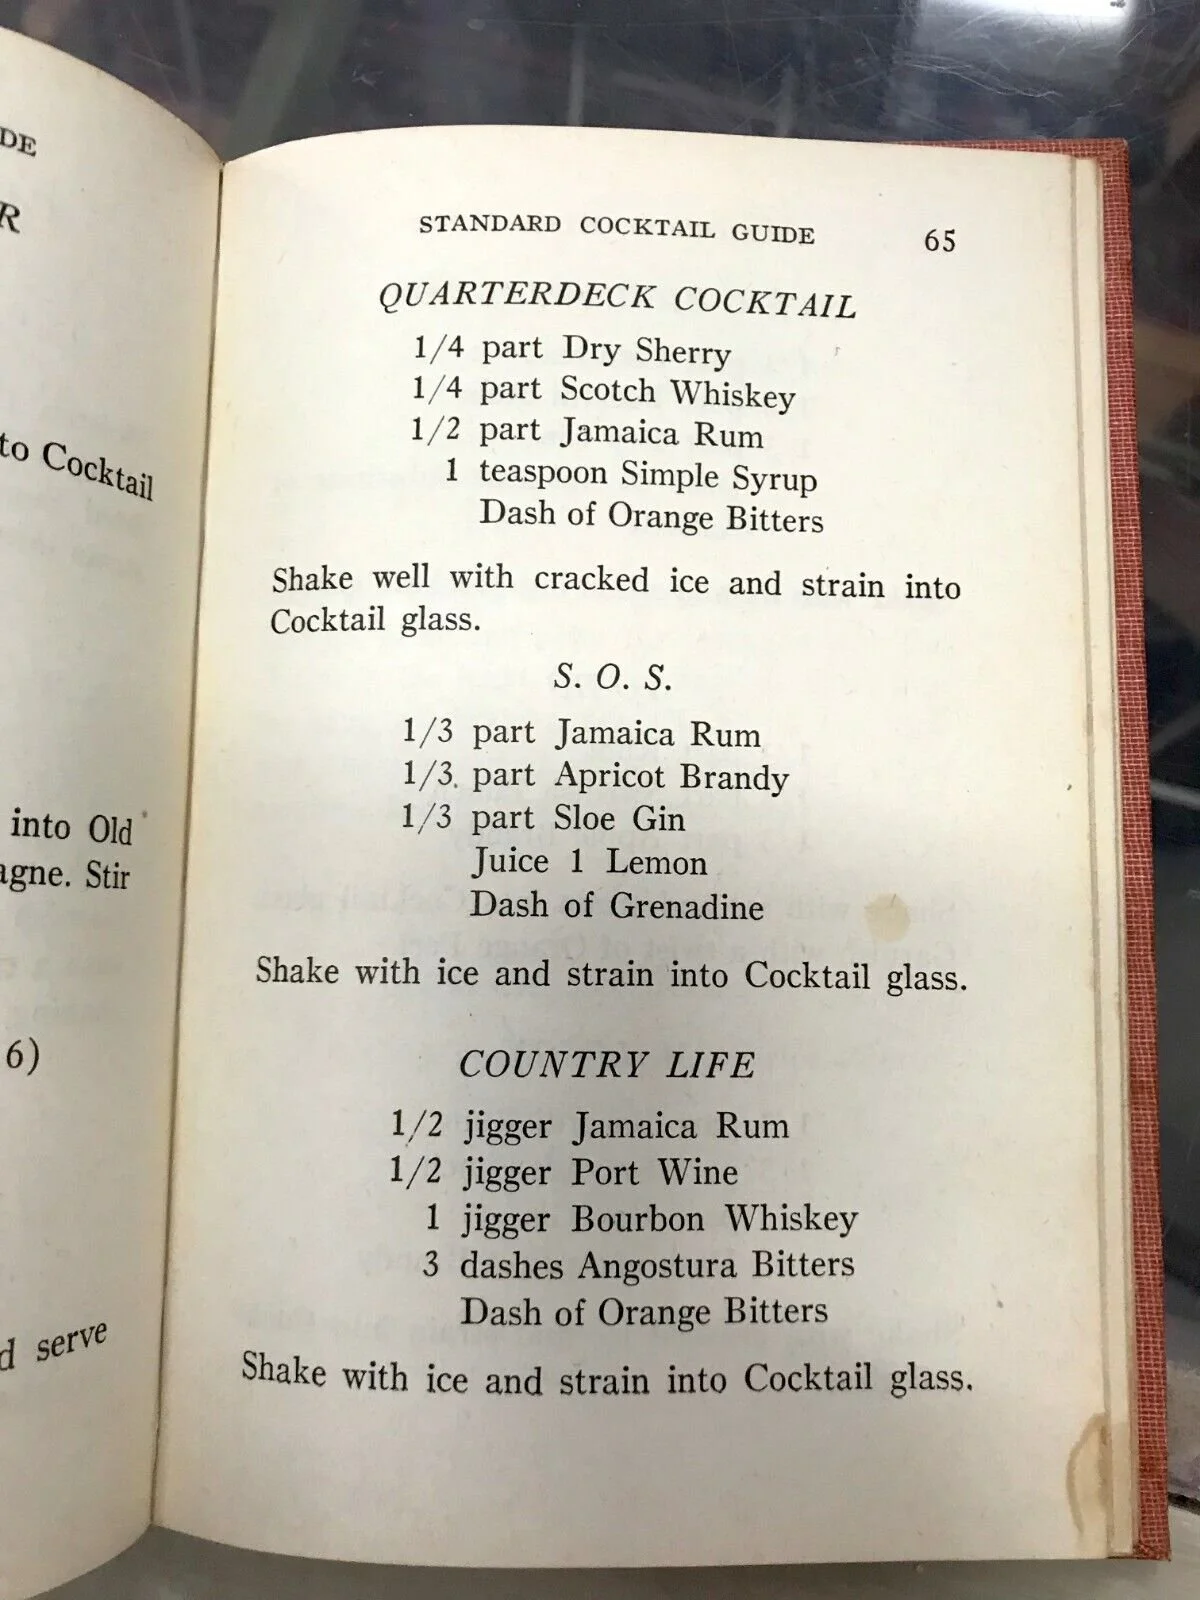 DE
R
to Cocktail
into Old
agne. Stir
6)
d serve
STANDARD COCKTAIL GUIDE 65
QUARTERDECK COCKTAIL
1/4 part Dry Sherry
1/4 part Scotch Whiskey
1/2 part Jamaica Rum
1 teaspoon Simple Syrup
Dash of Orange Bitters
Shake well with cracked ice and strain into
Cocktail glass.
S. O. S.
1/3 part Jamaica Rum
1/3 part Apricot Brandy
1/3 part Sloe Gin
Juice 1 Lemon
Dash of Grenadine
Shake with ice and strain into Cocktail glass.
COUNTRY LIFE
1/2 jigger Jamaica Rum
1/2 jigger Port Wine
1 jigger Bourbon Whiskey
3 dashes Angostura Bitters
Dash of Orange Bitters
Shake with ice and strain into Cocktail glass.